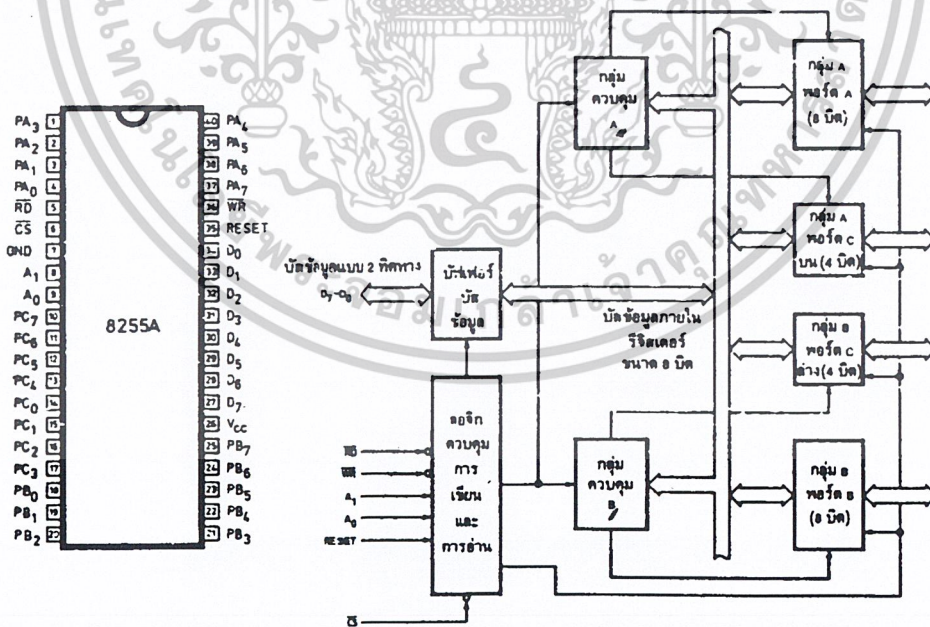 PA₃ 1
PA₂ 2
PA₁ 3
PA₀ 4
R̅D̅ 5
C̅S̅ 6
GND 7
A₁ 8
A₀ 9
PC₇ 10
PC₆ 11
PC₅ 12
PC₄ 13
PC₀ 14
PC₁ 15
PC₂ 16
PC₃ 17
PB₀ 18
PB₁ 19
PB₂ 20
8255A
40 PA₄
39 PA₅
38 PA₆
37 PA₇
36 W̅R̅
35 RESET
34 D₀
33 D₁
32 D₂
31 D₃
30 D₄
29 D₅
28 D₆
27 D₇
26 VCC
25 PB₇
24 PB₆
23 PB₅
22 PB₄
21 PB₃
บัสข้อมูลแบบ 2 ทิศทาง
D₇-D₀
บัฟเฟอร์
บัส
ข้อมูล
R̅D̅
W̅R̅
A₁
A₀
RESET
C̅S̅
ลอจิก
ควบคุม
การ
เขียน
และ
การอ่าน
กลุ่ม
ควบคุม
A
กลุ่ม
ควบคุม
B
บัสข้อมูลภายใน
รีจิสเตอร์
ขนาด 8 บิต
กลุ่ม A
พอร์ต A
(8 บิต)
กลุ่ม A
พอร์ต C
บน (4 บิต)
กลุ่ม B
พอร์ต C
ล่าง (4 บิต)
กลุ่ม B
พอร์ต B
(8 บิต)